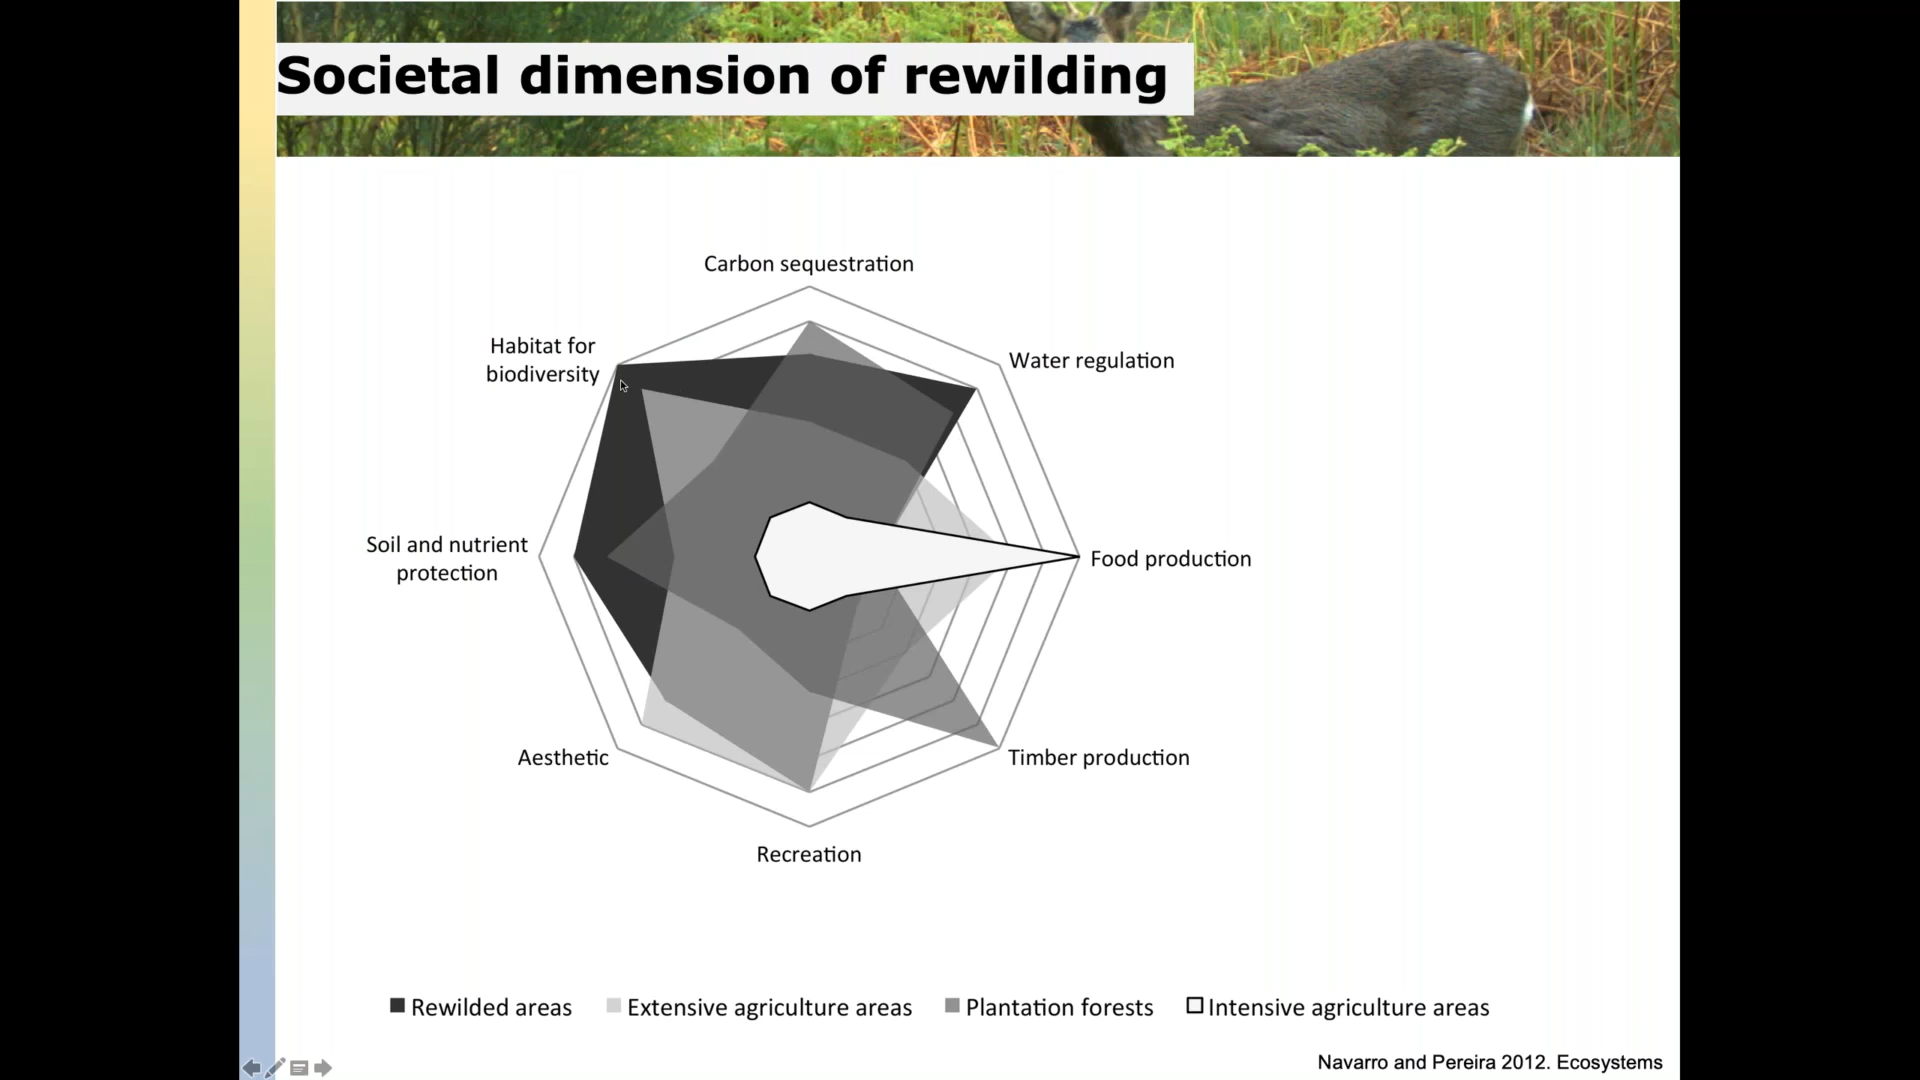 Societal dimension of rewilding
Carbon sequestration
Habitat for
biodiversity
Water regulation
Soil and nutrient
protection
Food production
Aesthetic
Timber production
Recreation
Rewilded areas
Extensive agriculture areas
Plantation forests
Intensive agriculture areas
Navarro and Pereira 2012. Ecosystems